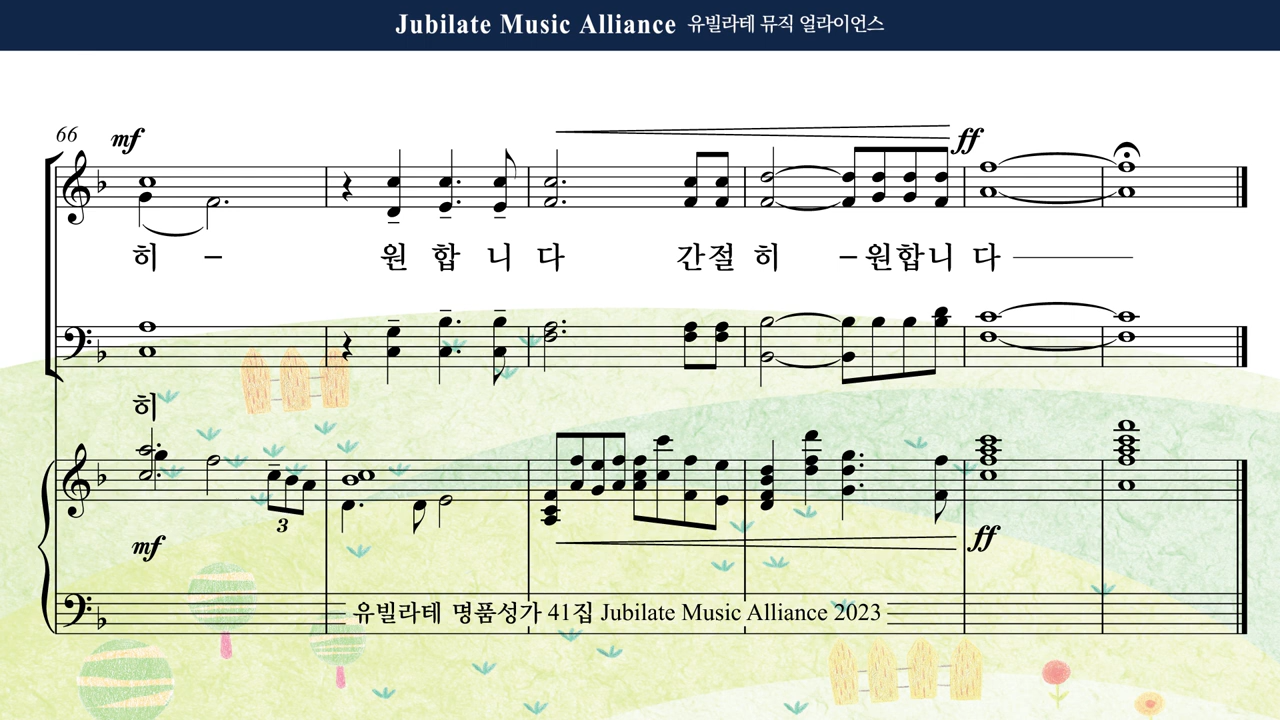 Jubilate Music Alliance 유빌라테 뮤직 얼라이언스
66
mf
ff
히 - 원 합 니 다 간절 히 -원합니 다
히
3
mf
ff
유빌라테 명품성가 41집 Jubilate Music Alliance 2023